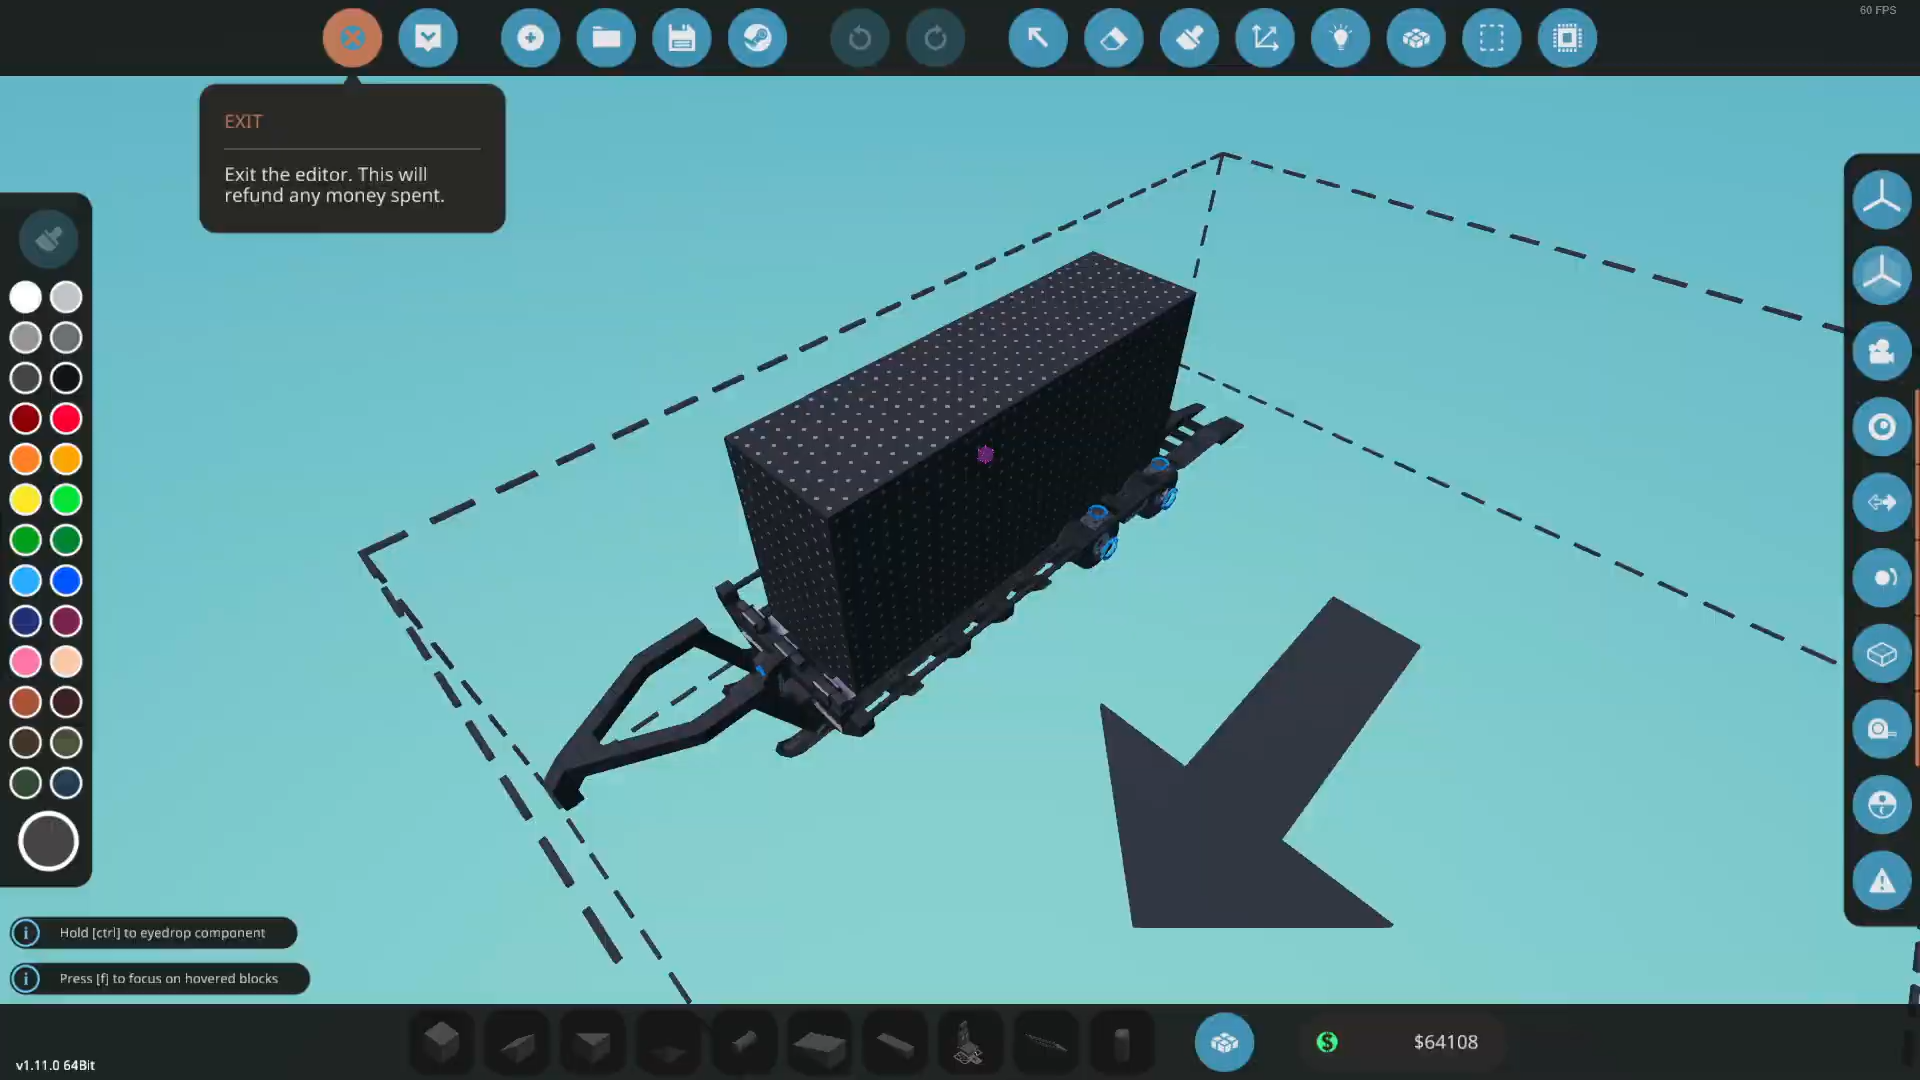 60 FPS
EXIT
Exit the editor. This will
refund any money spent.
Hold [ctrl] to eyedrop component
Press [f] to focus on hovered blocks
$64108
v1.11.0 64Bit